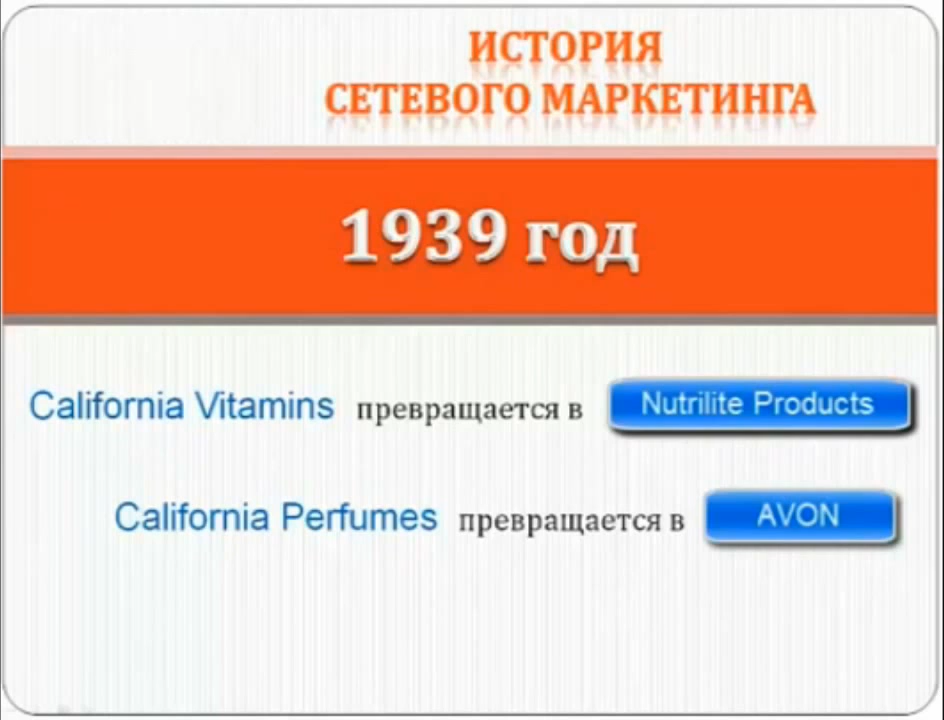 ИСТОРИЯ
СЕТЕВОГО МАРКЕТИНГА
1939 год
California Vitamins превращается в Nutrilite Products
California Perfumes превращается в AVON